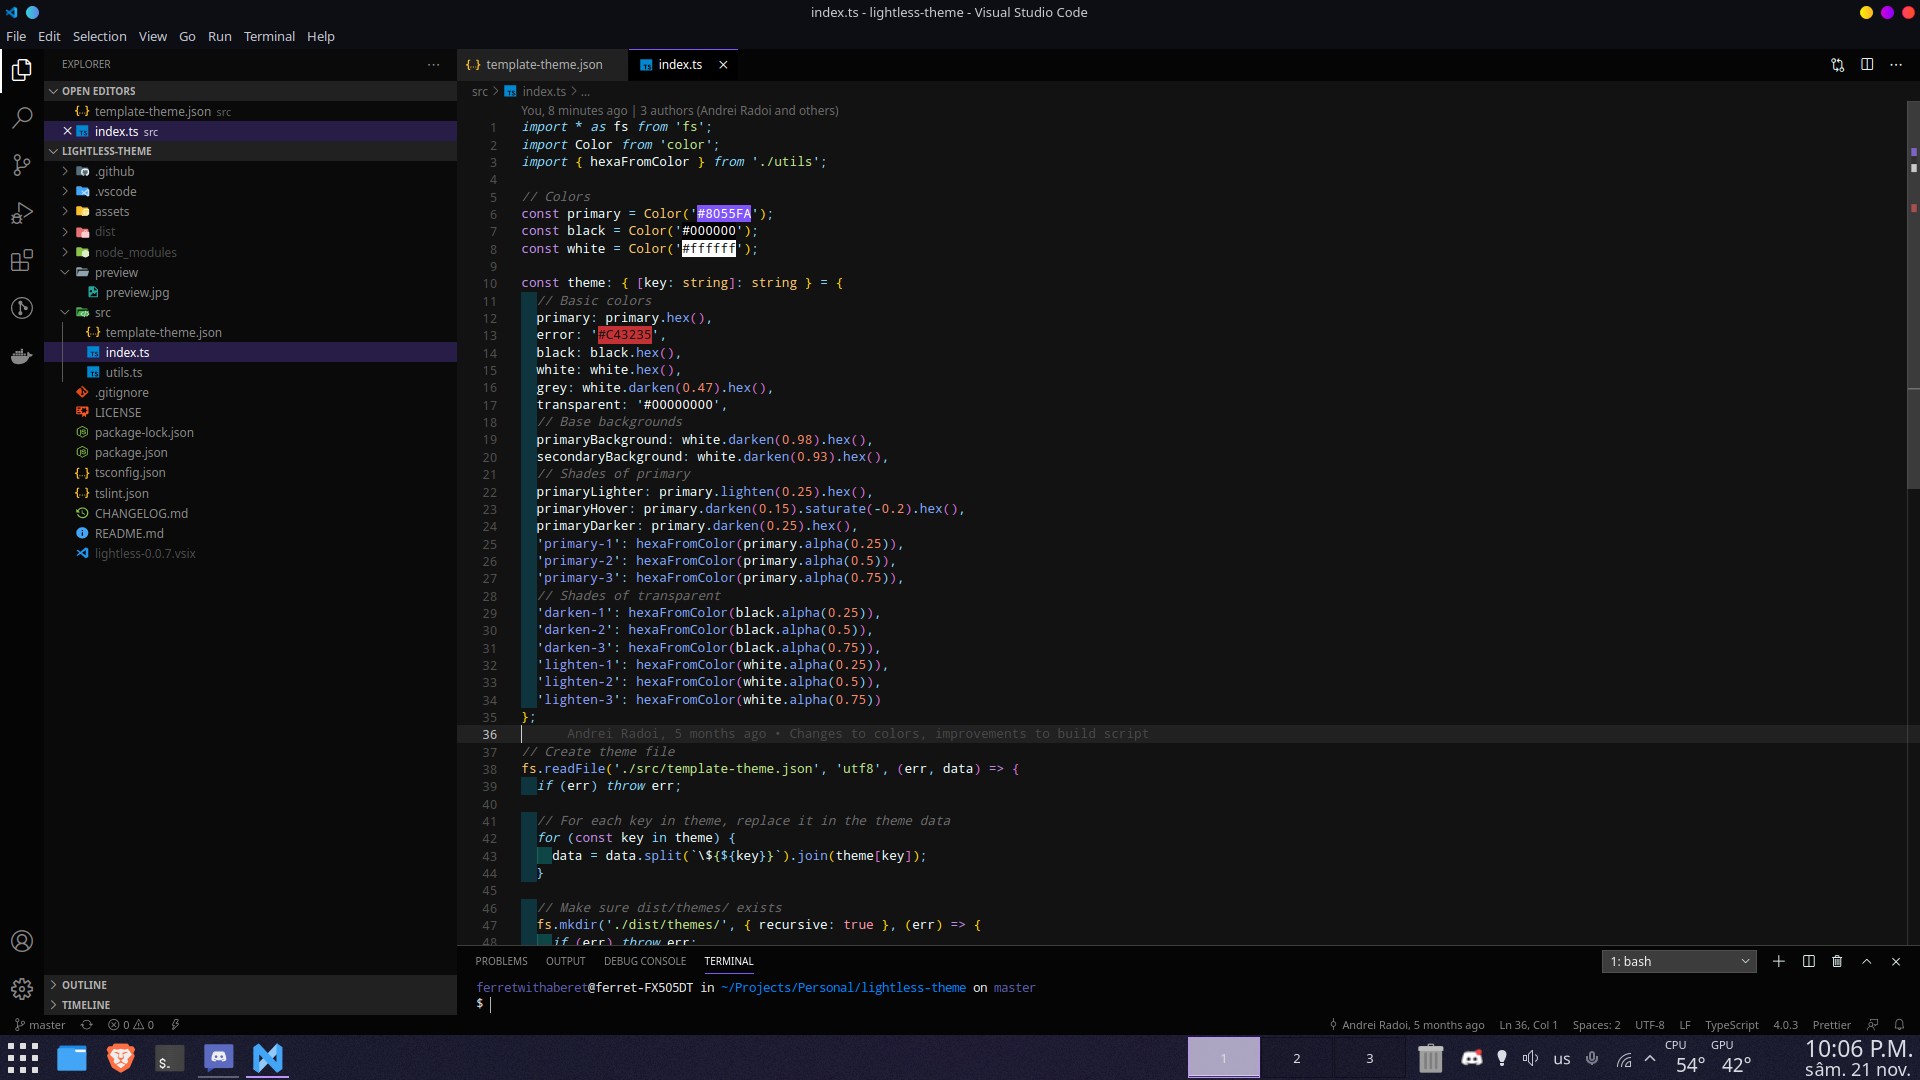 index.ts - lightless-theme - Visual Studio Code
File Edit Selection View Go Run Terminal Help
EXPLORER
OPEN EDITORS
template-theme.json src
index.ts src
LIGHTLESS-THEME
.github
.vscode
assets
dist
node_modules
preview
preview.jpg
src
template-theme.json
index.ts
utils.ts
.gitignore
LICENSE
package-lock.json
package.json
tsconfig.json
tslint.json
CHANGELOG.md
README.md
lightless-0.0.7.vsix
OUTLINE
TIMELINE
template-theme.json index.ts
src > index.ts > ...
You, 8 minutes ago | 3 authors (Andrei Radoi and others)
1 import * as fs from 'fs';
2 import Color from 'color';
3 import { hexaFromColor } from './utils';
4
5 // Colors
6 const primary = Color('#8055FA');
7 const black = Color('#000000');
8 const white = Color('#ffffff');
9
10 const theme: { [key: string]: string } = {
11 // Basic colors
12 primary: primary.hex(),
13 error: '#C43235',
14 black: black.hex(),
15 white: white.hex(),
16 grey: white.darken(0.47).hex(),
17 transparent: '#00000000',
18 // Base backgrounds
19 primaryBackground: white.darken(0.98).hex(),
20 secondaryBackground: white.darken(0.93).hex(),
21 // Shades of primary
22 primaryLighter: primary.lighten(0.25).hex(),
23 primaryHover: primary.darken(0.15).saturate(-0.2).hex(),
24 primaryDarker: primary.darken(0.25).hex(),
25 'primary-1': hexaFromColor(primary.alpha(0.25)),
26 'primary-2': hexaFromColor(primary.alpha(0.5)),
27 'primary-3': hexaFromColor(primary.alpha(0.75)),
28 // Shades of transparent
29 'darken-1': hexaFromColor(black.alpha(0.25)),
30 'darken-2': hexaFromColor(black.alpha(0.5)),
31 'darken-3': hexaFromColor(black.alpha(0.75)),
32 'lighten-1': hexaFromColor(white.alpha(0.25)),
33 'lighten-2': hexaFromColor(white.alpha(0.5)),
34 'lighten-3': hexaFromColor(white.alpha(0.75))
35 };
36 Andrei Radoi, 5 months ago • Changes to colors, improvements to build script
37 // Create theme file
38 fs.readFile('./src/template-theme.json', 'utf8', (err, data) => {
39 if (err) throw err;
40
41 // For each key in theme, replace it in the theme data
42 for (const key in theme) {
43 data = data.split(`\${${key}}`).join(theme[key]);
44 }
45
46 // Make sure dist/themes/ exists
47 fs.mkdir('./dist/themes/', { recursive: true }, (err) => {
48 if (err) throw err;
PROBLEMS OUTPUT DEBUG CONSOLE TERMINAL 1: bash
ferretwithaberet@ferret-FX505DT in ~/Projects/Personal/lightless-theme on master
$
master 0 0 Andrei Radoi, 5 months ago Ln 36, Col 1 Spaces: 2 UTF-8 LF TypeScript 4.0.3 Prettier
1 2 3 us CPU 54° GPU 42° 10:06 P.M.
sâm. 21 nov.